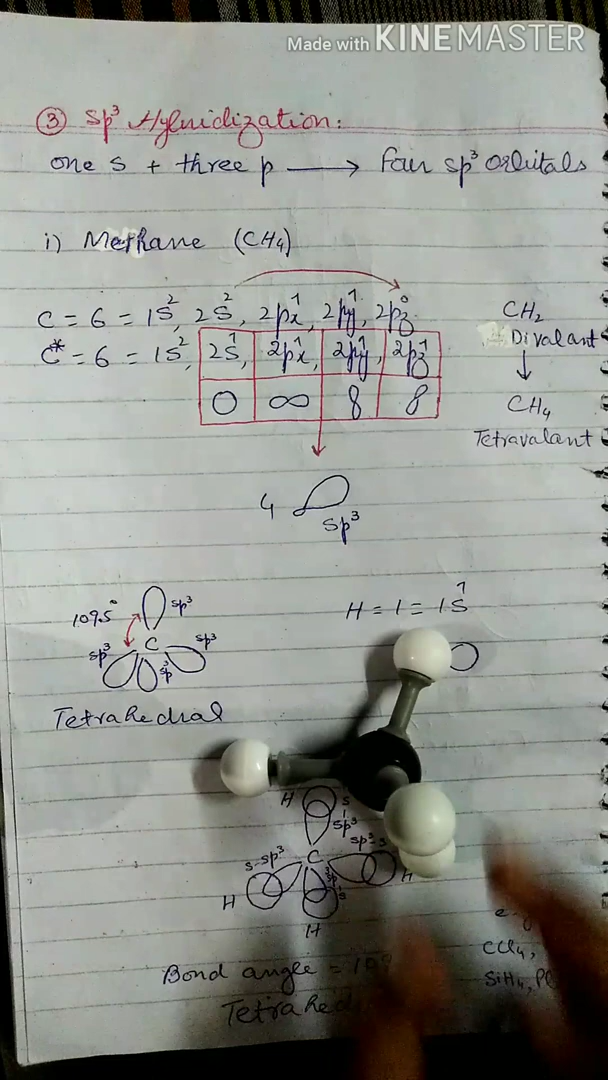 Made with KINEMASTER
③ Sp³ Hybridization:
one s + three p ⟶ Four sp³ orbitals
i) Methane (CH₄)
C = 6 = 1S², 2S², 2px¹, 2py¹, 2pz⁰
C* = 6 = 1S², 2S¹, 2px¹, 2py¹, 2pz¹
CH₂
Divalant
↓
CH₄
Tetravalant
4
sp³
109.5°
sp³
sp³ C sp³
sp³
Tetrahedral
H = 1 = 1S¹
H S
sp³
S-sp³ C sp³-s
H sp³ s H
H
Bond angle = 109
Tetrahed
e.g
CCl₄,
SiH₄,